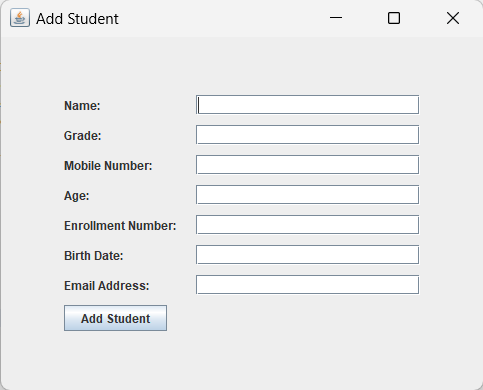 Add Student
Name:
Grade:
Mobile Number:
Age:
Enrollment Number:
Birth Date:
Email Address:
Add Student